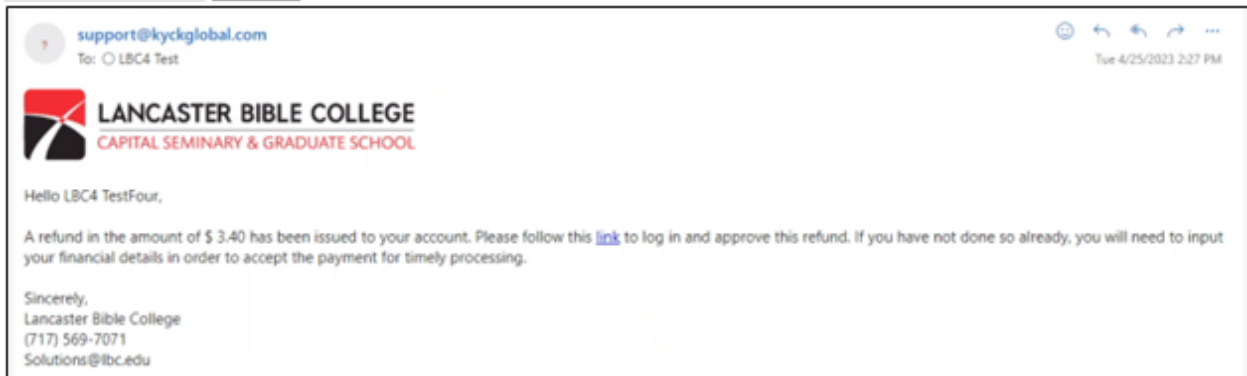 ?
support@kyckglobal.com
To: LBC4 Test
Tue 4/25/2023 2:27 PM
LANCASTER BIBLE COLLEGE
CAPITAL SEMINARY & GRADUATE SCHOOL
Hello LBC4 TestFour,
A refund in the amount of $ 3.40 has been issued to your account. Please follow this link to log in and approve this refund. If you have not done so already, you will need to input
your financial details in order to accept the payment for timely processing.
Sincerely,
Lancaster Bible College
(717) 569-7071
Solutions@lbc.edu